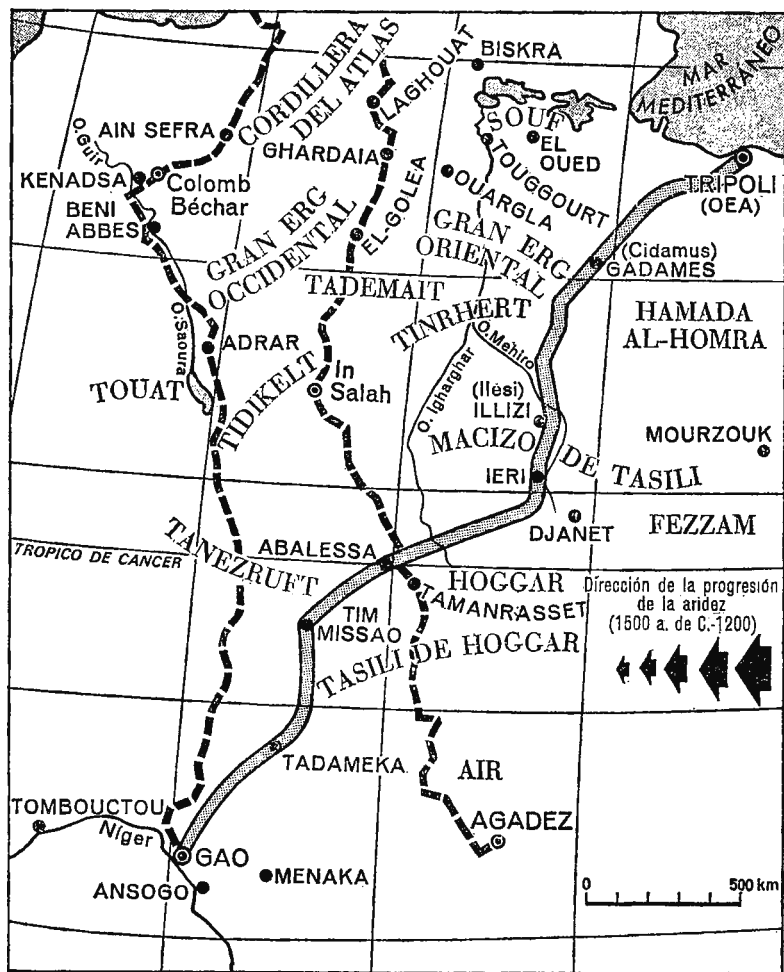 BISKRA
MAR
MEDITERRÁNEO
CORDILLERA
DEL ATLAS
LAGHOUAT
AIN SEFRA
O. Guir
GHARDAIA
SOUF
EL
OUED
TOUGGOURT
KENADSA
Colomb
Béchar
TRIPOLI
(OEA)
BENI
ABBES
OUARGLA
EL-GOLEA
GRAN ERG
OCCIDENTAL
GRAN ERG
ORIENTAL
(Cidamus)
GADAMES
TADEMAIT
TINRHERT
HAMADA
AL-HOMRA
O. Saoura
ADRAR
O. Mehiro
TOUAT
TIDIKELT
In
Salah
O. Igharghar
(Ilési)
ILLIZI
MACIZO
DE TASILI
MOURZOUK
IERI
DJANET
FEZZAM
TANEZRUFT
ABALESSA
TROPICO DE CANCER
HOGGAR
TAMANRASSET
Dirección de la progresión
de la aridez
(1500 a. de C.-1200)
TIM
MISSAO
TASILI DE HOGGAR
TADAMEKA
AIR
TOMBOUCTOU
Níger
AGADEZ
GAO
MENAKA
ANSOGO
0 500 km